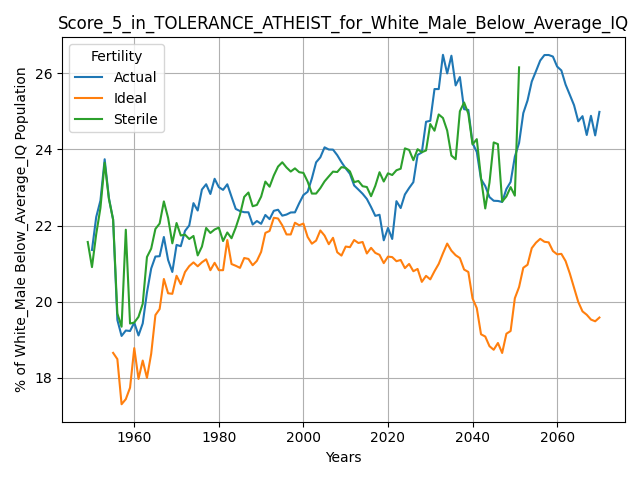 Score_5_in_TOLERANCE_ATHEIST_for_White_Male_Below_Average_IQ
Fertility
Actual
Ideal
Sterile
% of White_Male Below_Average_IQ Population
26
24
22
20
18
1960
1980
2000
2020
2040
2060
Years